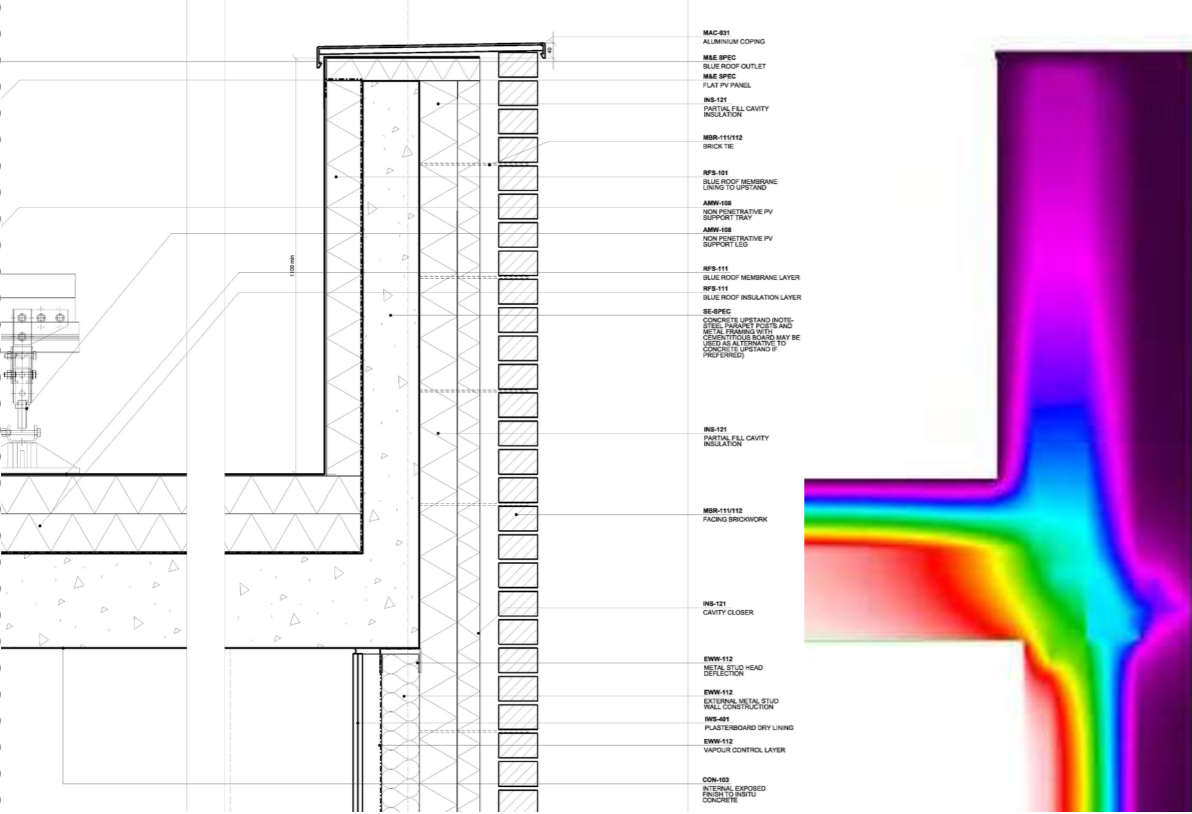 MAC-931
ALUMINIUM COPING
M&E SPEC
BLUE ROOF OUTLET
M&E SPEC
FLAT PV PANEL
INS-121
PARTIAL FILL CAVITY
INSULATION
MBR-111/112
BRICK TIE
RFS-101
BLUE ROOF MEMBRANE
LINING TO UPSTAND
AMW-108
NON PENETRATIVE PV
SUPPORT TRAY
AMW-108
NON PENETRATIVE PV
SUPPORT LEG
RFS-111
BLUE ROOF MEMBRANE LAYER
RFS-111
BLUE ROOF INSULATION LAYER
SE-SPEC
CONCRETE UPSTAND (NOTE-
STEEL PARAPET POSTS AND
METAL FRAMING WITH
CEMENTITIOUS BOARD MAY BE
USED AS ALTERNATIVE TO
CONCRETE UPSTAND IF
PREFERRED)
INS-121
PARTIAL FILL CAVITY
INSULATION
MBR-111/112
FACING BRICKWORK
INS-121
CAVITY CLOSER
EWW-112
METAL STUD HEAD
DEFLECTION
EWW-112
EXTERNAL METAL STUD
WALL CONSTRUCTION
IWS-401
PLASTERBOARD DRY LINING
EWW-112
VAPOUR CONTROL LAYER
CON-103
INTERNAL EXPOSED
FINISH TO INSITU
CONCRETE
40
1100 min